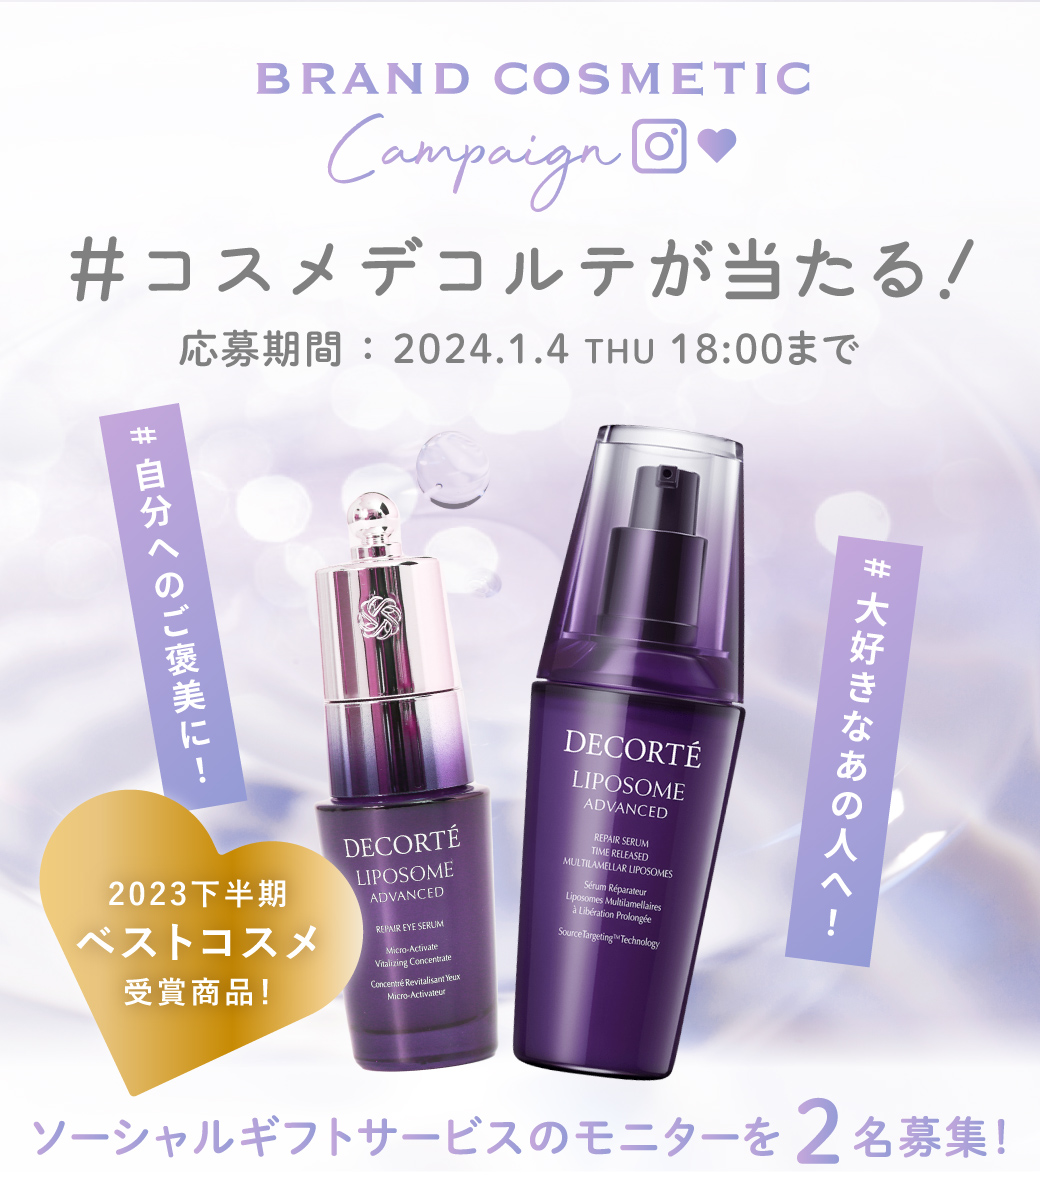 BRAND COSMETIC
Campaign
#コスメデコルテが当たる!
応募期間：2024.1.4 THU 18:00まで
#自分へのご褒美に!
#大好きなあの人へ!
DECORTÉ
LIPOSOME
ADVANCED
REPAIR EYE SERUM
Micro-Activate
Vitalizing Concentrate
Concentré Revitalisant Yeux
Micro-Activateur
DECORTÉ
LIPOSOME
ADVANCED
REPAIR SERUM
TIME RELEASED
MULTILAMELLAR LIPOSOMES
Sérum Réparateur
Liposomes Multilamellaires
à Libération Prolongée
SourceTargeting™ Technology
2023下半期
ベストコスメ
受賞商品!
ソーシャルギフトサービスのモニターを2名募集!